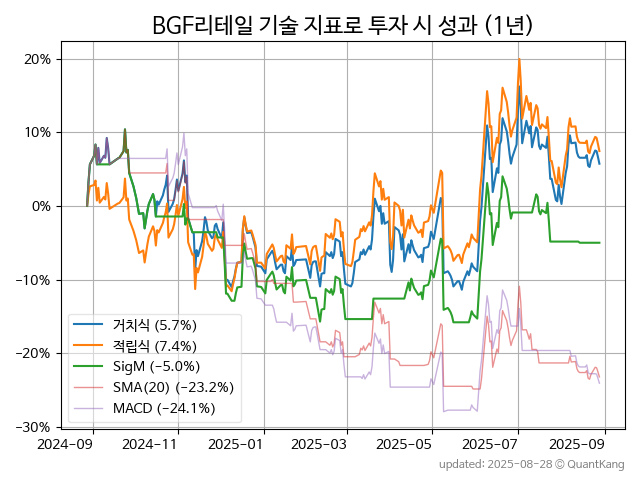 BGF리테일 기술 지표로 투자 시 성과 (1년)
20%
10%
0%
−10%
−20%
−30%
거치식 (5.7%)
적립식 (7.4%)
SigM (−5.0%)
SMA(20) (−23.2%)
MACD (−24.1%)
2024-09 2024-11 2025-01 2025-03 2025-05 2025-07 2025-09
updated: 2025-08-28 © QuantKang